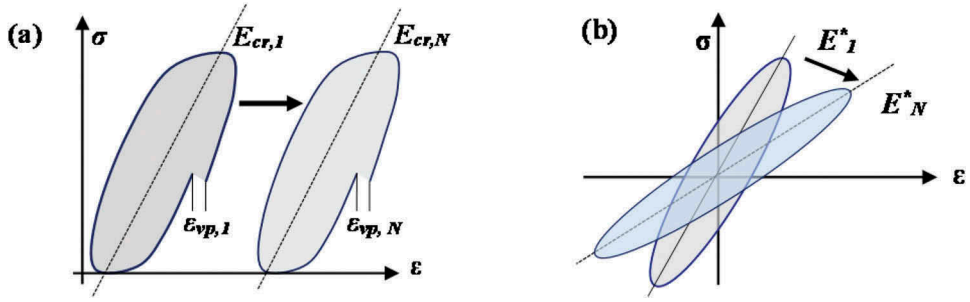 (a)
σ
E_cr,1
E_cr,N
ε_vp,1
ε_vp, N
ε
(b)
σ
E*_1
E*_N
ε